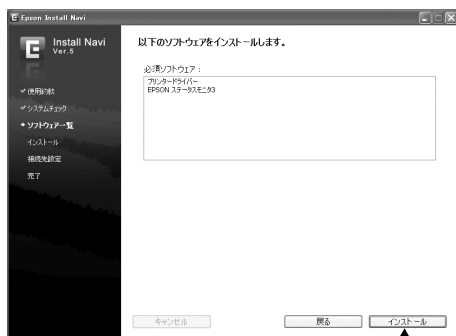 Epson Install Navi
E
Install Navi
Ver.5
使用約款
システムチェック
ソフトウェア一覧
インストール
接続先設定
完了
以下のソフトウェアをインストールします。
必須ソフトウェア：
プリンタードライバー
EPSON ステータスモニタ3
キャンセル
戻る
インストール